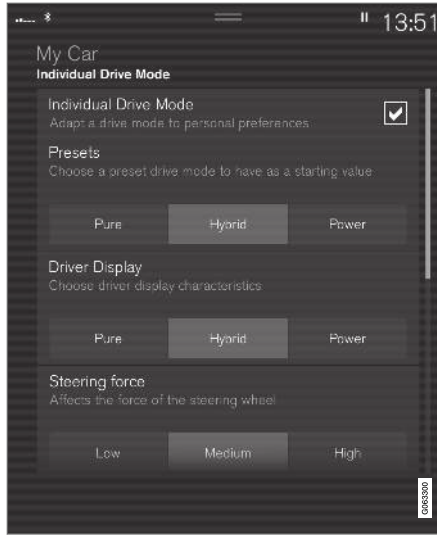 13:51
My Car
Individual Drive Mode
Individual Drive Mode
Adapt a drive mode to personal preferences
Presets
Choose a preset drive mode to have as a starting value
Pure Hybrid Power
Driver Display
Choose driver display characteristics
Pure Hybrid Power
Steering force
Affects the force of the steering wheel
Low Medium High
G063300